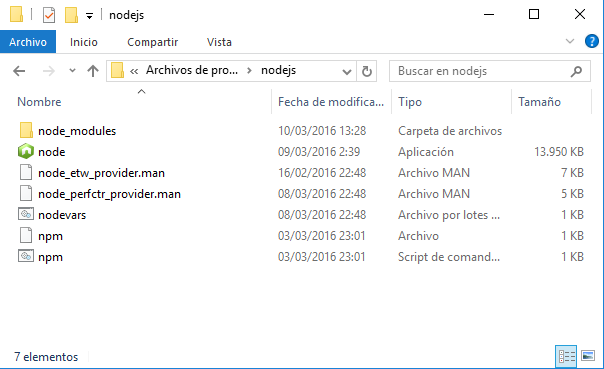 nodejs
Archivo Inicio Compartir Vista
« Archivos de pro... > nodejs Buscar en nodejs
Nombre Fecha de modifica... Tipo Tamaño
node_modules 10/03/2016 13:28 Carpeta de archivos
node 09/03/2016 2:39 Aplicación 13.950 KB
node_etw_provider.man 16/02/2016 22:48 Archivo MAN 7 KB
node_perfctr_provider.man 08/03/2016 22:48 Archivo MAN 5 KB
nodevars 08/03/2016 22:48 Archivo por lotes ... 1 KB
npm 03/03/2016 23:01 Archivo 1 KB
npm 03/03/2016 23:01 Script de comand... 1 KB
7 elementos